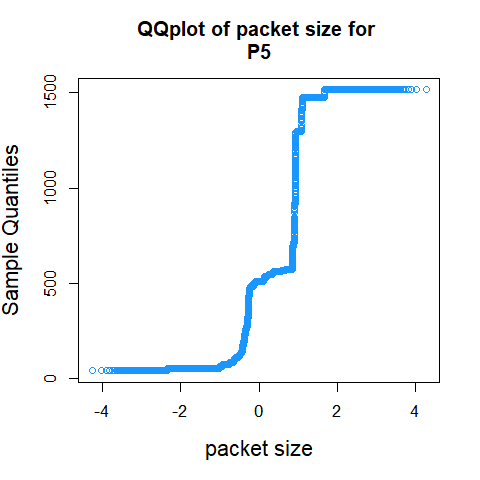 QQplot of packet size for
P5
Sample Quantiles
1500
1000
500
0
-4 -2 0 2 4
packet size